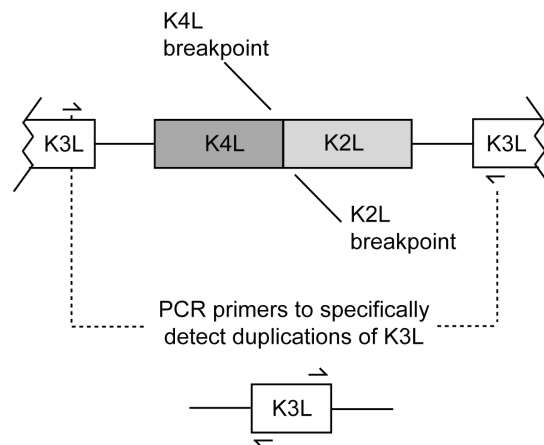 K4L
breakpoint
K3L
K4L
K2L
K3L
K2L
breakpoint
PCR primers to specifically
detect duplications of K3L
K3L